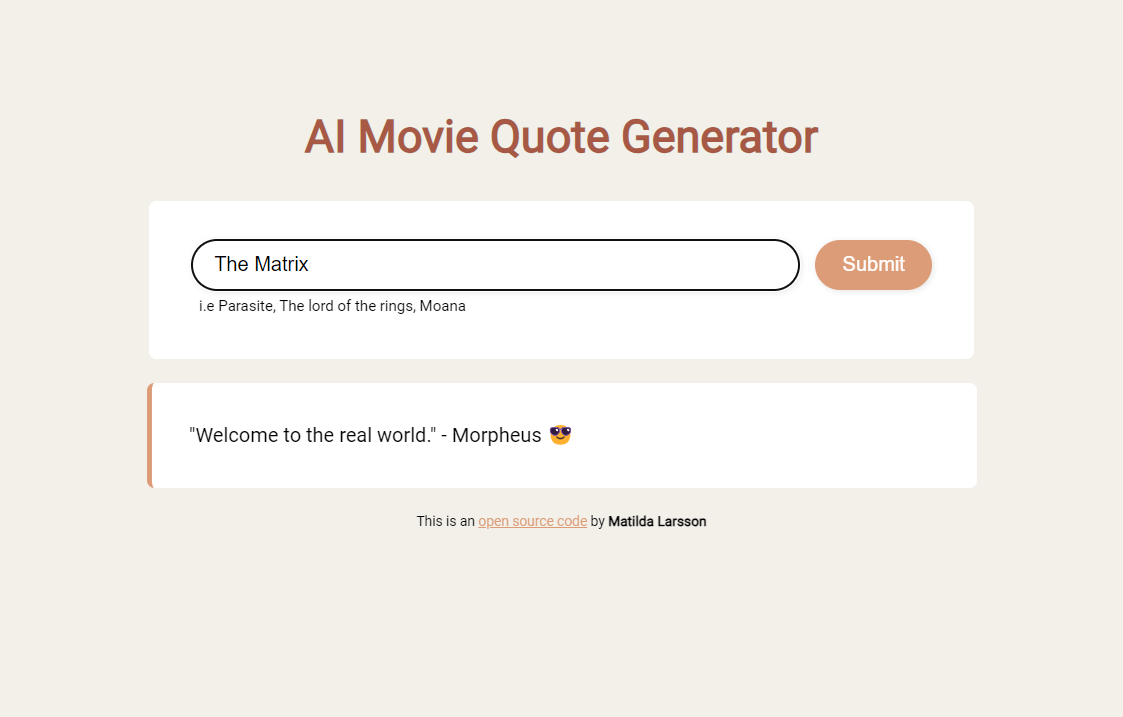 AI Movie Quote Generator
The Matrix
Submit
i.e Parasite, The lord of the rings, Moana
"Welcome to the real world." - Morpheus 😎
This is an open source code by Matilda Larsson